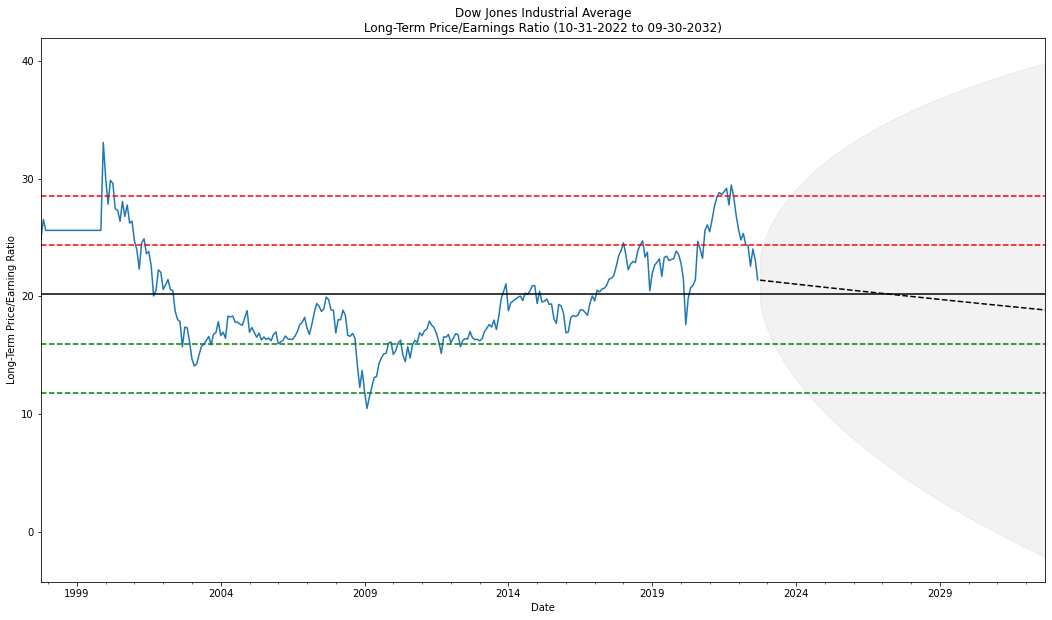 Dow Jones Industrial Average
Long-Term Price/Earnings Ratio (10-31-2022 to 09-30-2032)
Long-Term Price/Earning Ratio
40
30
20
10
0
1999 2004 2009 2014 2019 2024 2029
Date